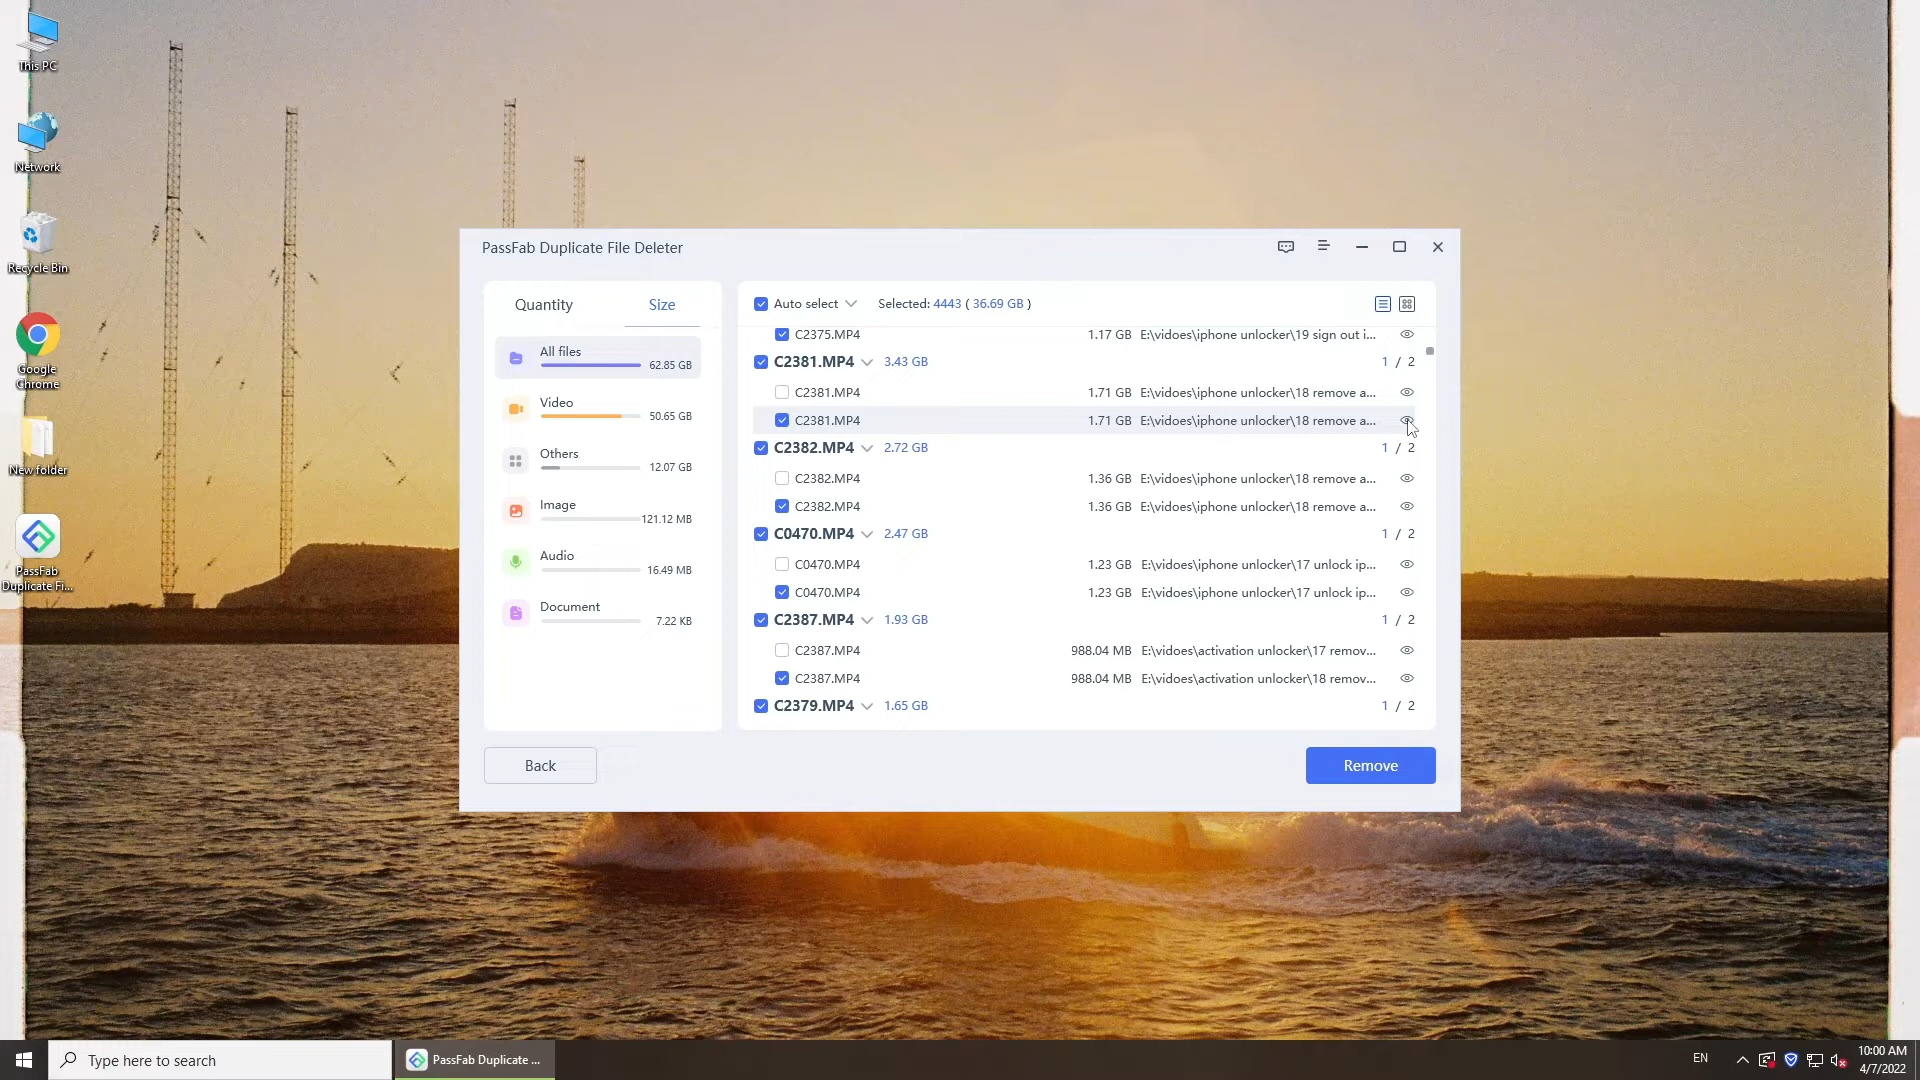 This PC
Network
Recycle Bin
Google
Chrome
New folder
PassFab
Duplicate Fi...
PassFab Duplicate File Deleter
Quantity Size
All files 62.85 GB
Video 50.65 GB
Others 12.07 GB
Image 121.12 MB
Audio 16.49 MB
Document 7.22 KB
Auto select Selected: 4443 ( 36.69 GB )
C2375.MP4 1.17 GB E:\vidoes\iphone unlocker\19 sign out i...
C2381.MP4 3.43 GB 1 / 2
C2381.MP4 1.71 GB E:\vidoes\iphone unlocker\18 remove a...
C2381.MP4 1.71 GB E:\vidoes\iphone unlocker\18 remove a...
C2382.MP4 2.72 GB 1 / 2
C2382.MP4 1.36 GB E:\vidoes\iphone unlocker\18 remove a...
C2382.MP4 1.36 GB E:\vidoes\iphone unlocker\18 remove a...
C0470.MP4 2.47 GB 1 / 2
C0470.MP4 1.23 GB E:\vidoes\iphone unlocker\17 unlock ip...
C0470.MP4 1.23 GB E:\vidoes\iphone unlocker\17 unlock ip...
C2387.MP4 1.93 GB 1 / 2
C2387.MP4 988.04 MB E:\vidoes\activation unlocker\17 remov...
C2387.MP4 988.04 MB E:\vidoes\activation unlocker\18 remov...
C2379.MP4 1.65 GB 1 / 2
Back Remove
Type here to search
PassFab Duplicate ...
EN
10:00 AM
4/7/2022